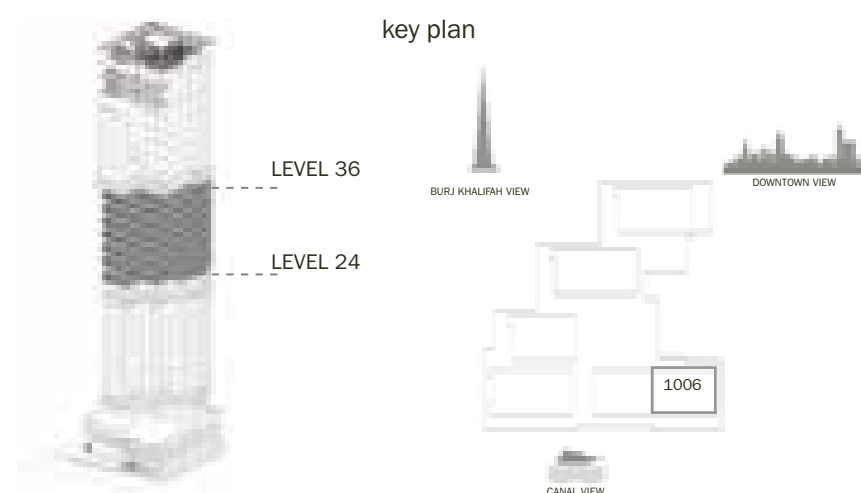 key plan
LEVEL 36
LEVEL 24
BURJ KHALIFAH VIEW
DOWNTOWN VIEW
1006
CANAL VIEW